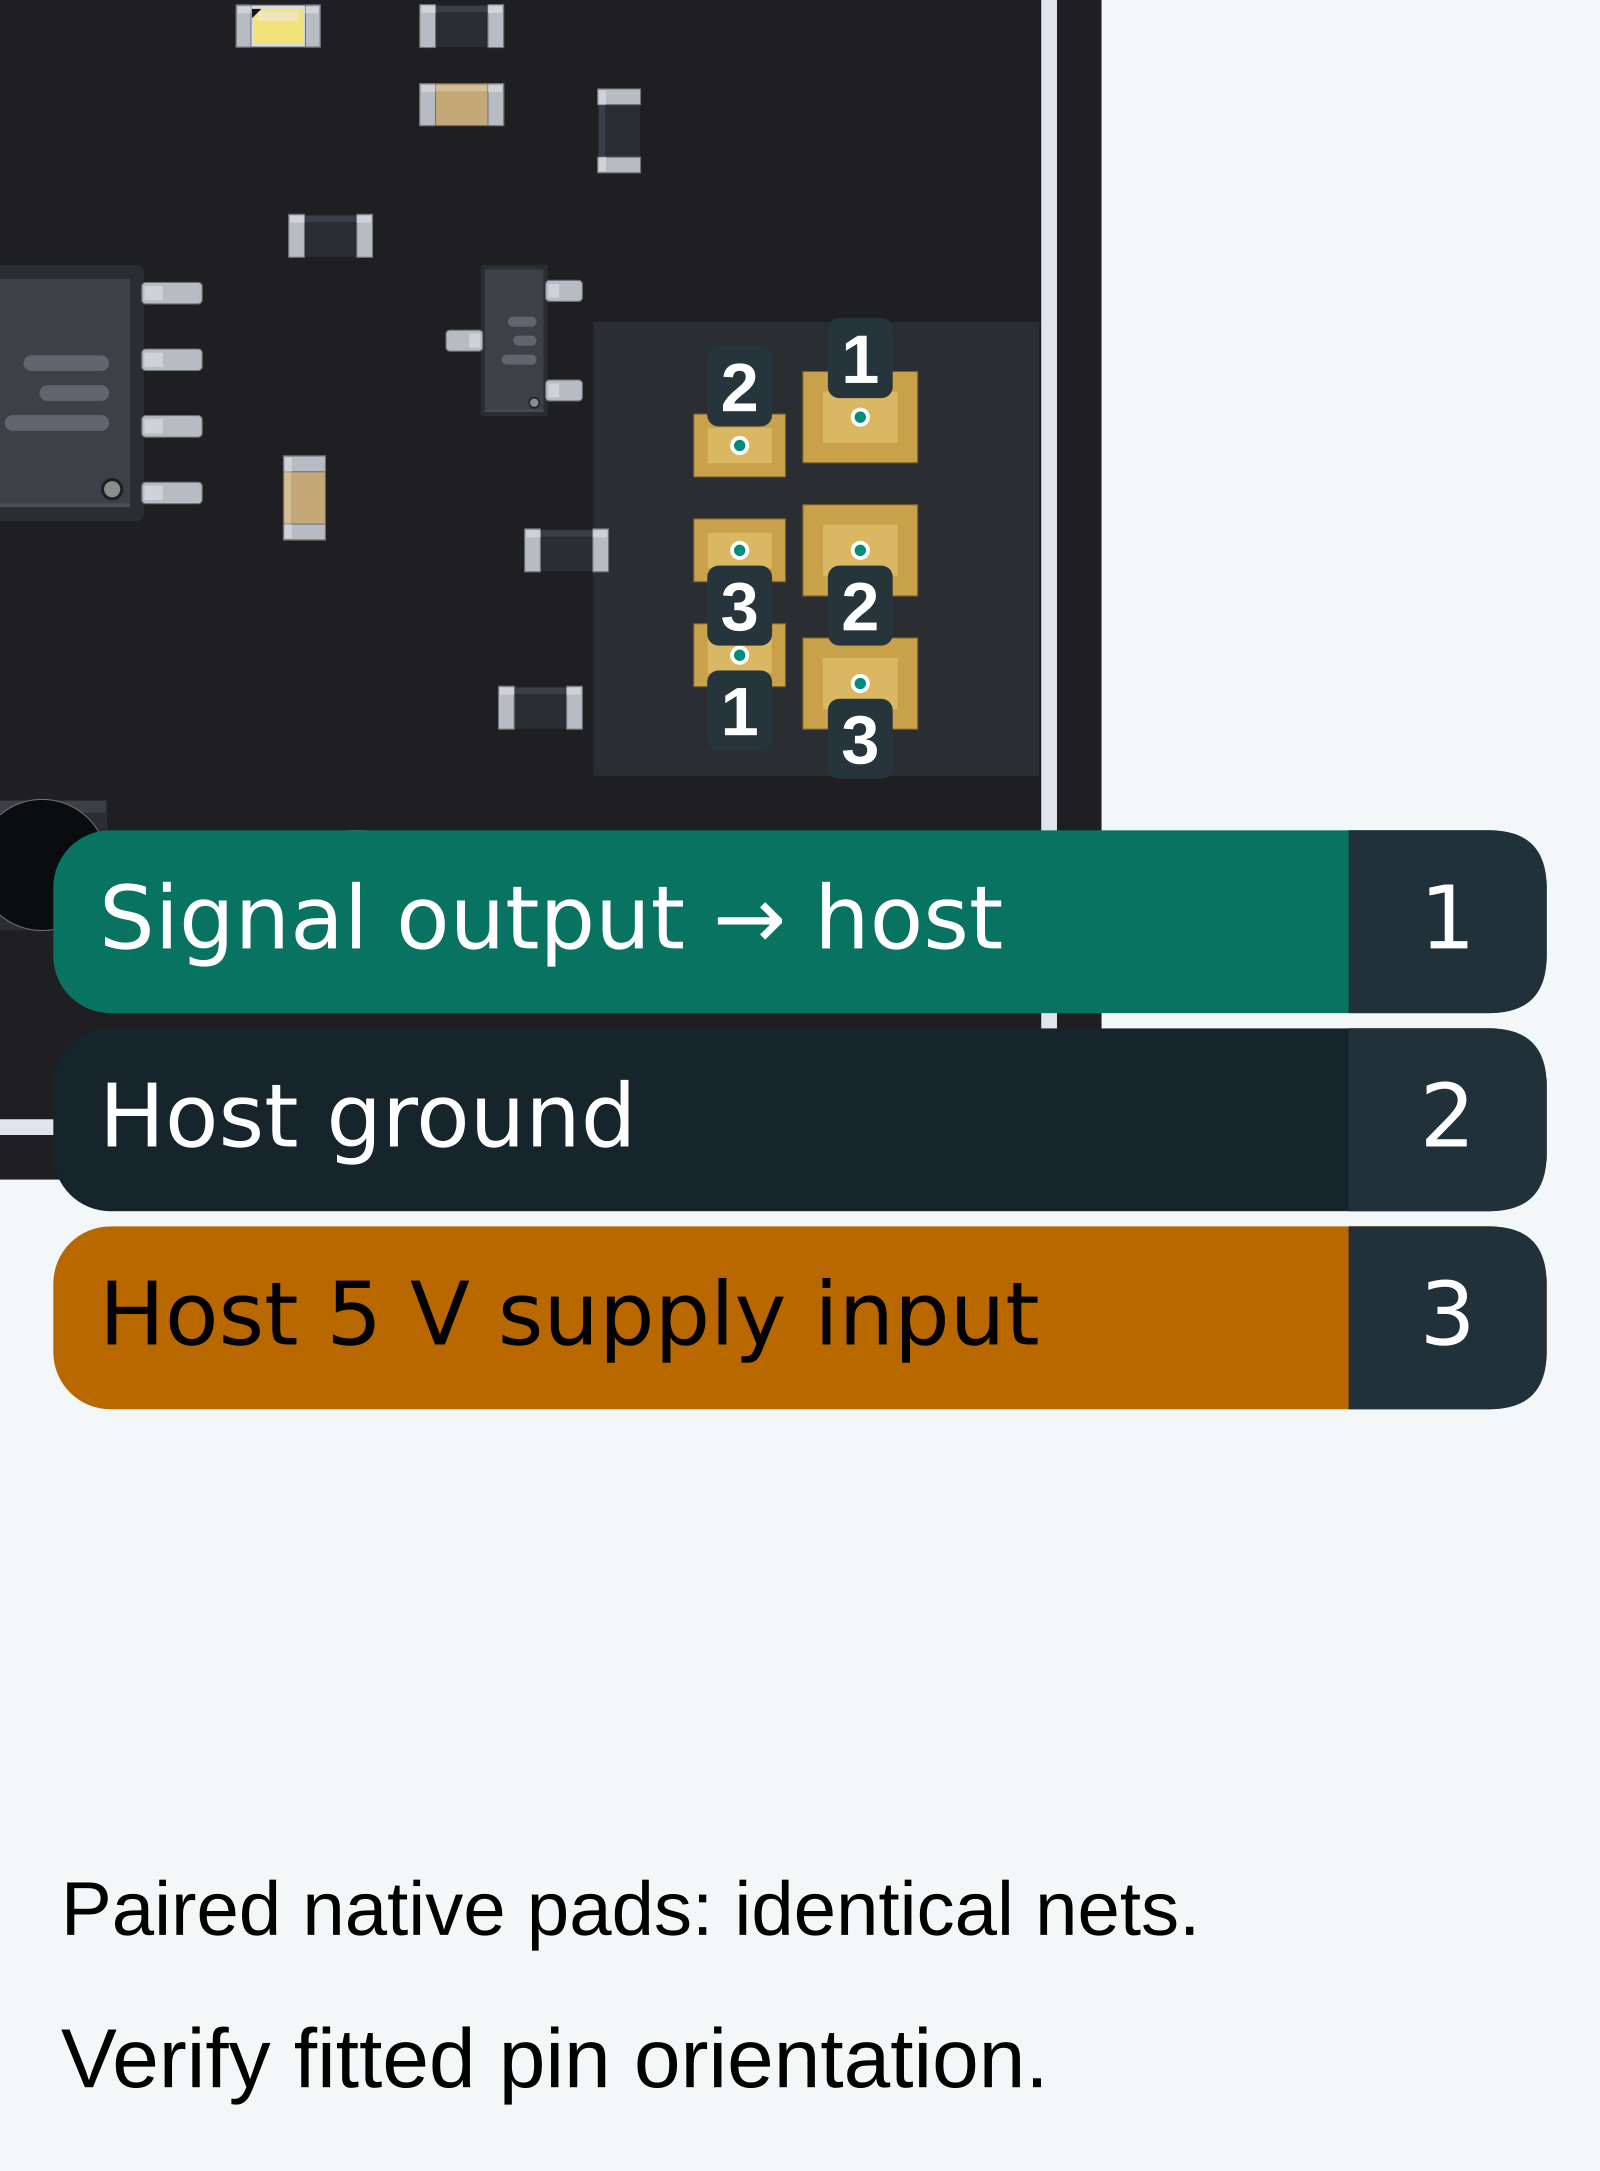 1
2
3
2
1
3
Signal output → host 1
Host ground 2
Host 5 V supply input 3
Paired native pads: identical nets.
Verify fitted pin orientation.